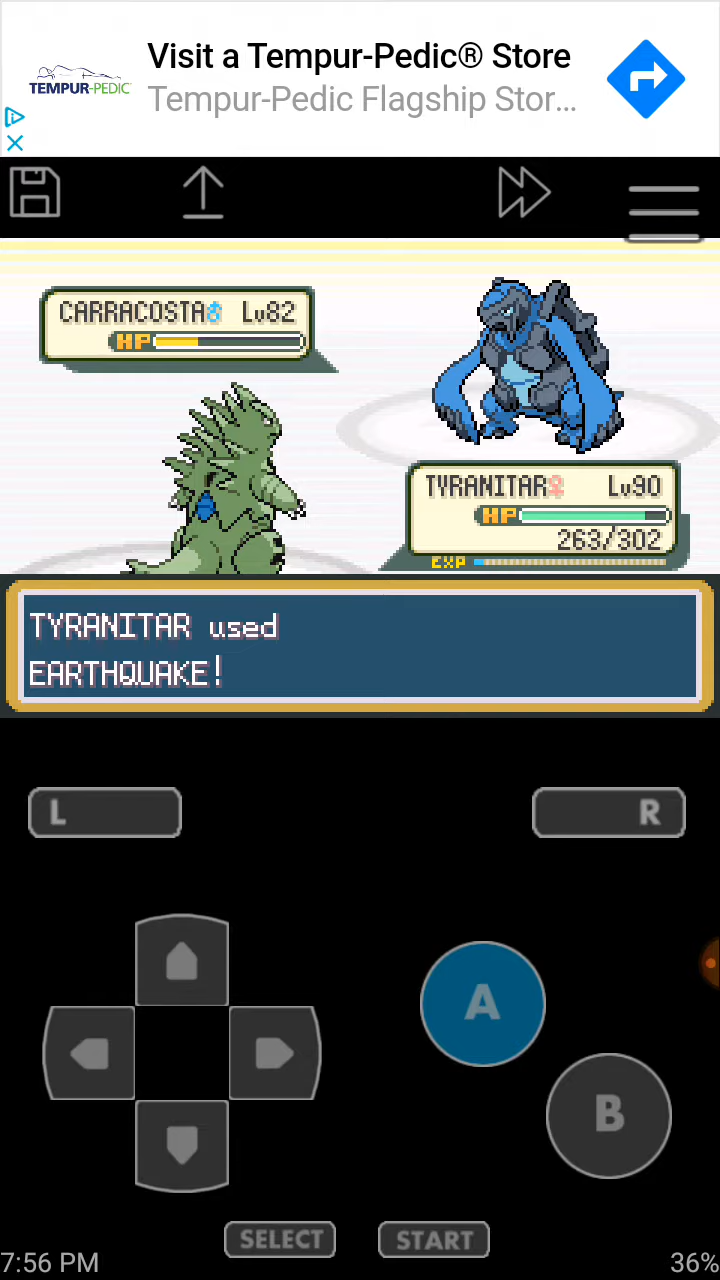 Visit a Tempur-Pedic® Store
TEMPUR-PEDIC
Tempur-Pedic Flagship Stor...
CARRACOSTA♂ Lv82
HP
TYRANITAR♀ Lv90
HP
263/302
EXP
TYRANITAR used
EARTHQUAKE!
L
R
A
B
SELECT
START
7:56 PM
36%